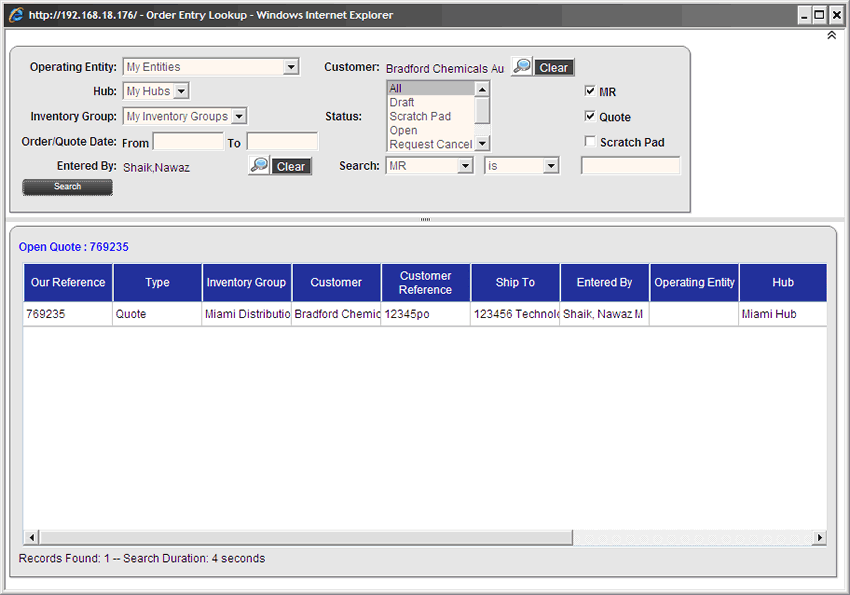 http://192.168.18.176/ - Order Entry Lookup - Windows Internet Explorer
Operating Entity: My Entities Customer: Bradford Chemicals Au Clear
Hub: My Hubs All MR
Draft
Inventory Group: My Inventory Groups Status: Scratch Pad Quote
Open
Order/Quote Date: From To Request Cancel Scratch Pad
Entered By: Shaik,Nawaz Clear Search: MR is
Search
Open Quote : 769235
Our Reference Type Inventory Group Customer Customer Reference Ship To Entered By Operating Entity Hub
769235 Quote Miami Distributio Bradford Chemic 12345po 123456 Technolo Shaik, Nawaz M Miami Hub
Records Found: 1 -- Search Duration: 4 seconds